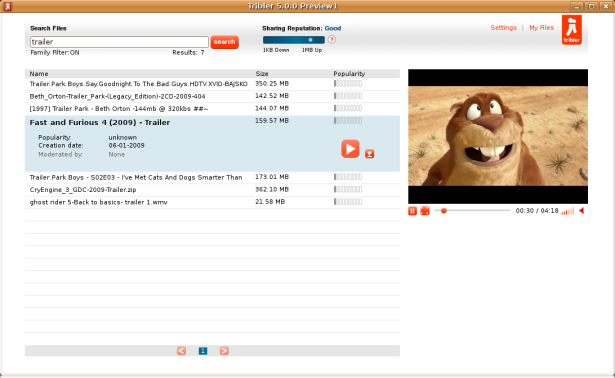 Tribler 5.0.0 Preview1
Search Files
Sharing Reputation: Good
Settings | My Files
trailer
search
tribler
Family Filter:ON
Results: 7
1KB Down
1MB Up
?
Name Size Popularity
Trailer.Park.Boys.Say.Goodnight.To.The.Bad.Guys.HDTV.XVID-BAJSKO 350.25 MB
Beth_Orton-Trailer_Park-(Legacy_Edition)-2CD-2009-404 142.52 MB
[1997] Trailer Park - Beth Orton -144mb @ 320kbs ##~ 144.07 MB
Fast and Furious 4 (2009) - Trailer 159.57 MB
Popularity: unknown
Creation date: 06-01-2009
Moderated by: None
Trailer Park Boys - S02E03 - I've Met Cats And Dogs Smarter Than 173.01 MB
CryEngine_3_GDC-2009-Trailer.zip 362.10 MB
ghost rider 5-Back to basics- trailer 1.wmv 21.58 MB
00:30 / 04:18
< 1 >